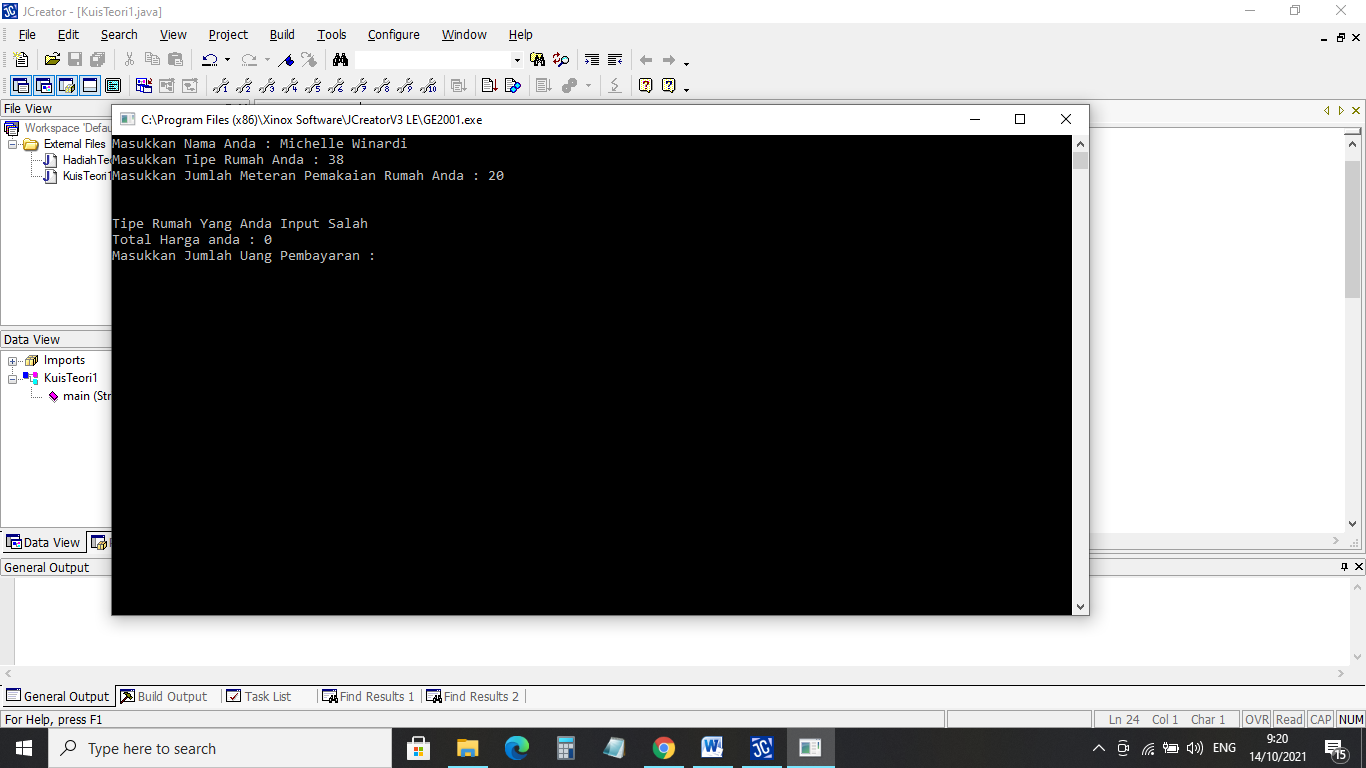 JCreator - [KuisTeori1.java]
File Edit Search View Project Build Tools Configure Window Help
File View
C:\Program Files (x86)\Xinox Software\JCreatorV3 LE\GE2001.exe
Workspace 'Defau
External Files
HadiahTeo
KuisTeori1
Masukkan Nama Anda : Michelle Winardi
Masukkan Tipe Rumah Anda : 38
Masukkan Jumlah Meteran Pemakaian Rumah Anda : 20
Tipe Rumah Yang Anda Input Salah
Total Harga anda : 0
Masukkan Jumlah Uang Pembayaran :
Data View
Imports
KuisTeori1
main (Str
Data View
General Output
General Output Build Output Task List Find Results 1 Find Results 2
For Help, press F1
Ln 24 Col 1 Char 1 OVR Read CAP NUM
Type here to search
ENG
9:20
14/10/2021
15